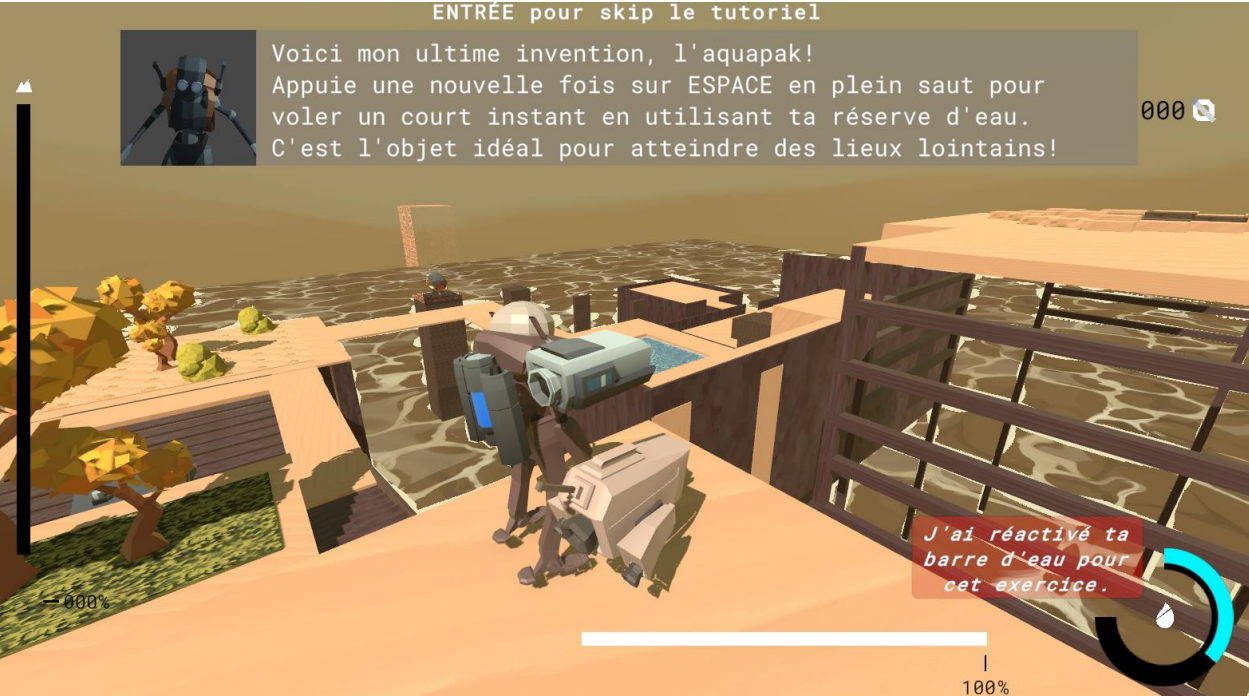 ENTRÉE pour skip le tutoriel
Voici mon ultime invention, l'aquapak!
Appuie une nouvelle fois sur ESPACE en plein saut pour
voler un court instant en utilisant ta réserve d'eau.
C'est l'objet idéal pour atteindre des lieux lointains!
000
J'ai réactivé ta
barre d'eau pour
cet exercice.
000%
100%